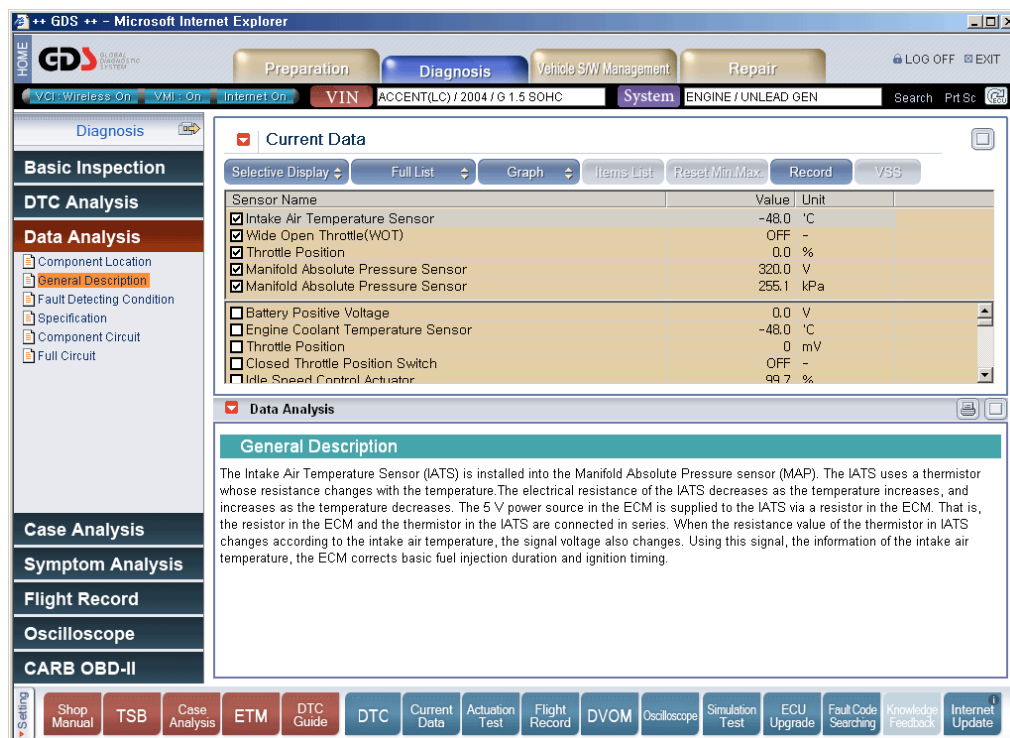 ++ GDS ++ - Microsoft Internet Explorer
HOME
GDS GLOBAL DIAGNOSTIC SYSTEM
Preparation Diagnosis Vehicle S/W Management Repair
LOG OFF EXIT
VCI : Wireless On VMI : On Internet On VIN ACCENT(LC) / 2004 / G 1.5 SOHC System ENGINE / UNLEAD GEN Search Prt Sc
Diagnosis
Basic Inspection
DTC Analysis
Data Analysis
Component Location
General Description
Fault Detecting Condition
Specification
Component Circuit
Full Circuit
Case Analysis
Symptom Analysis
Flight Record
Oscilloscope
CARB OBD-II
Current Data
Selective Display Full List Graph Items List Reset Min.Max. Record VSS
Sensor Name Value Unit
Intake Air Temperature Sensor -48.0 'C
Wide Open Throttle(WOT) OFF -
Throttle Position 0.0 %
Manifold Absolute Pressure Sensor 320.0 V
Manifold Absolute Pressure Sensor 255.1 kPa
Battery Positive Voltage 0.0 V
Engine Coolant Temperature Sensor -48.0 'C
Throttle Position 0 mV
Closed Throttle Position Switch OFF -
Idle Speed Control Actuator 99.7 %
Data Analysis
General Description
The Intake Air Temperature Sensor (IATS) is installed into the Manifold Absolute Pressure sensor (MAP). The IATS uses a thermistor
whose resistance changes with the temperature.The electrical resistance of the IATS decreases as the temperature increases, and
increases as the temperature decreases. The 5 V power source in the ECM is supplied to the IATS via a resistor in the ECM. That is,
the resistor in the ECM and the thermistor in the IATS are connected in series. When the resistance value of the thermistor in IATS
changes according to the intake air temperature, the signal voltage also changes. Using this signal, the information of the intake air
temperature, the ECM corrects basic fuel injection duration and ignition timing.
Setting
Shop Manual
TSB
Case Analysis
ETM
DTC Guide
DTC
Current Data
Actuation Test
Flight Record
DVOM
Oscilloscope
Simulation Test
ECU Upgrade
Fault Code Searching
Knowledge Feedback
Internet Update